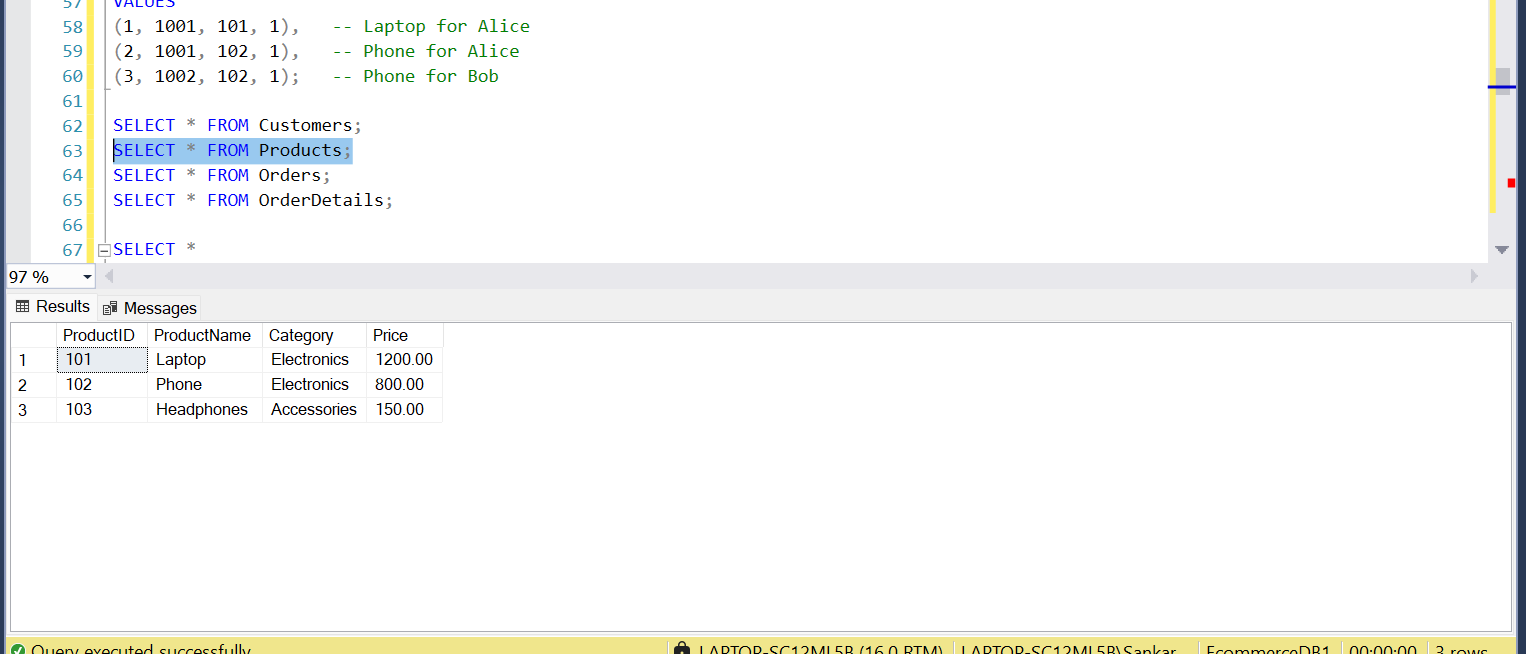 57 VALUES
58 (1, 1001, 101, 1),   -- Laptop for Alice
59 (2, 1001, 102, 1),   -- Phone for Alice
60 (3, 1002, 102, 1);   -- Phone for Bob
61
62 SELECT * FROM Customers;
63 SELECT * FROM Products;
64 SELECT * FROM Orders;
65 SELECT * FROM OrderDetails;
66
67 SELECT *
97 %
Results Messages
ProductID ProductName Category Price
1 101 Laptop Electronics 1200.00
2 102 Phone Electronics 800.00
3 103 Headphones Accessories 150.00
Query executed successfully LAPTOP-SC12ML5B (16.0 RTM) LAPTOP-SC12ML5B\Sankar EcommerceDB1 00:00:00 3 rows